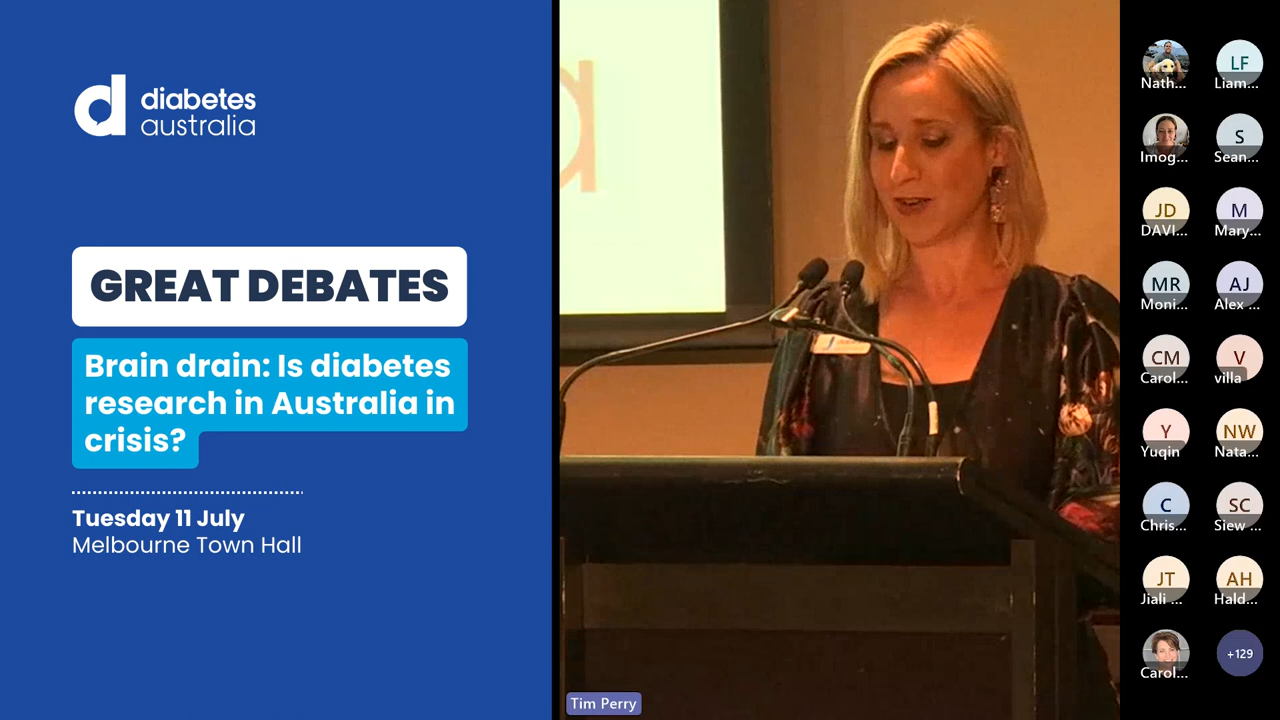 diabetes
australia
GREAT DEBATES
Brain drain: Is diabetes
research in Australia in
crisis?
Tuesday 11 July
Melbourne Town Hall
a
Tim Perry
Nath...
LF
Liam...
Imog...
S
Sean...
JD
DAVI...
M
Mary...
MR
Moni...
AJ
Alex ...
CM
Carol...
V
villa
Y
Yuqin
NW
Nata...
C
Chris...
SC
Siew ...
JT
Jiali ...
AH
Hald...
Carol...
+129